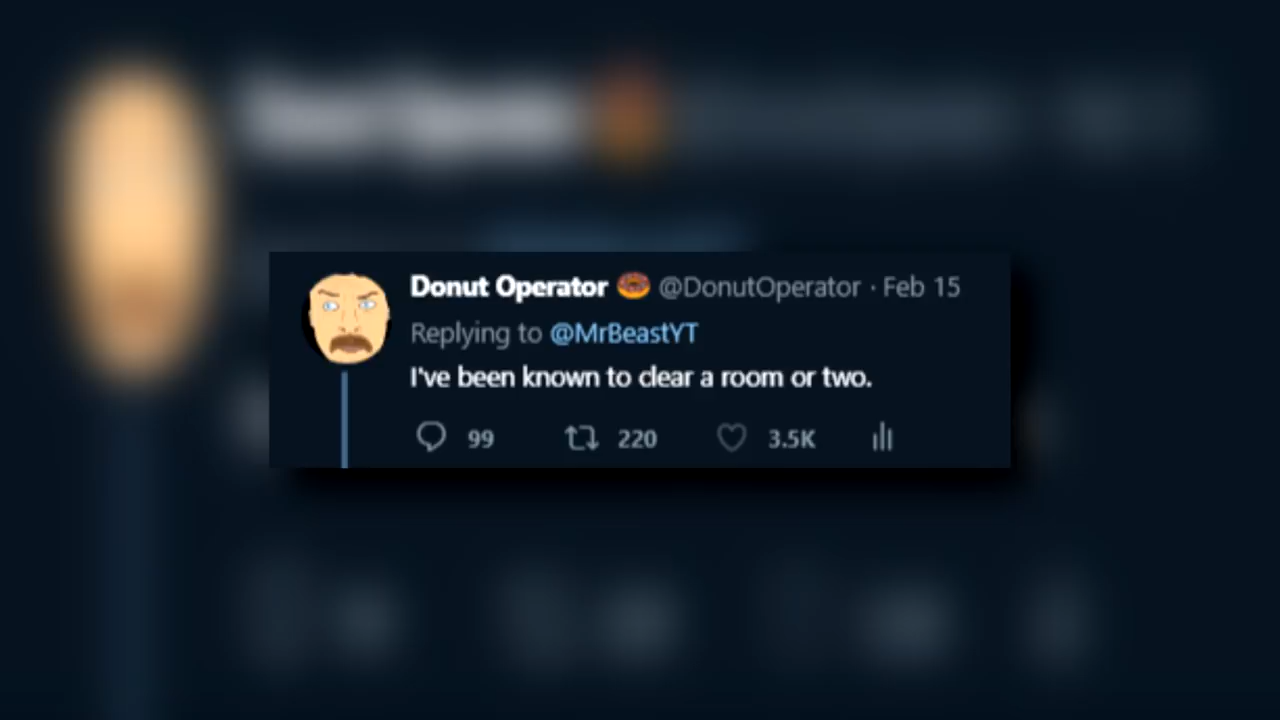 Donut Operator 🍩 @DonutOperator · Feb 15
Replying to @MrBeastYT
I've been known to clear a room or two.
99 220 3.5K